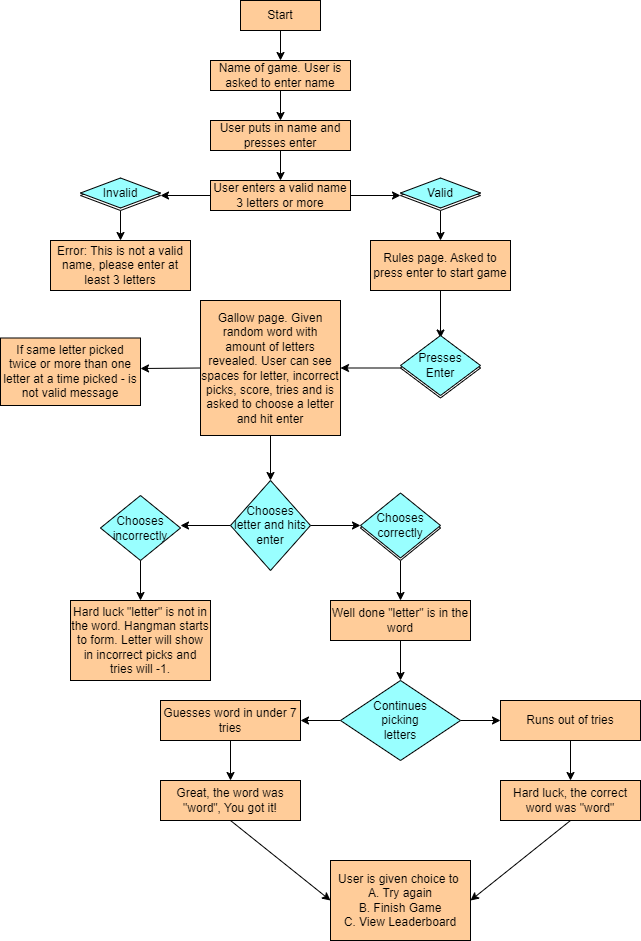 Start
Name of game. User is
asked to enter name
User puts in name and
presses enter
Invalid
User enters a valid name
3 letters or more
Valid
Error: This is not a valid
name, please enter at
least 3 letters
Rules page. Asked to
press enter to start game
Gallow page. Given
random word with
amount of letters
revealed. User can see
spaces for letter, incorrect
picks, score, tries and is
asked to choose a letter
and hit enter
If same letter picked
twice or more than one
letter at a time picked - is
not valid message
Presses
Enter
Chooses
incorrectly
Chooses
letter and hits
enter
Chooses
correctly
Hard luck "letter" is not in
the word. Hangman starts
to form. Letter will show
in incorrect picks and
tries will -1.
Well done "letter" is in the
word
Guesses word in under 7
tries
Continues
picking
letters
Runs out of tries
Great, the word was
"word", You got it!
Hard luck, the correct
word was "word"
User is given choice to
A. Try again
B. Finish Game
C. View Leaderboard